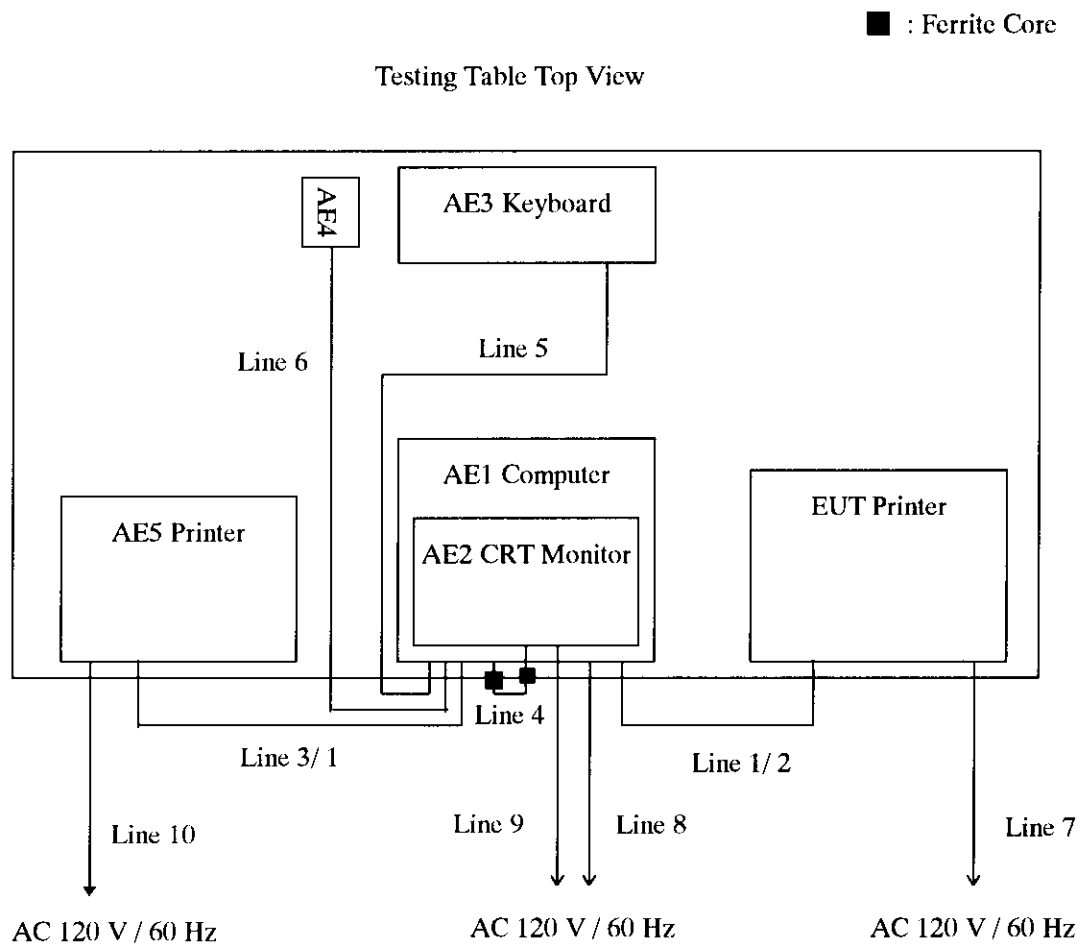 ■ : Ferrite Core
Testing Table Top View
AE4
AE3 Keyboard
Line 6
Line 5
AE1 Computer
AE5 Printer
AE2 CRT Monitor
EUT Printer
Line 4
Line 3/ 1
Line 1/ 2
Line 10
Line 9
Line 8
Line 7
AC 120 V / 60 Hz
AC 120 V / 60 Hz
AC 120 V / 60 Hz